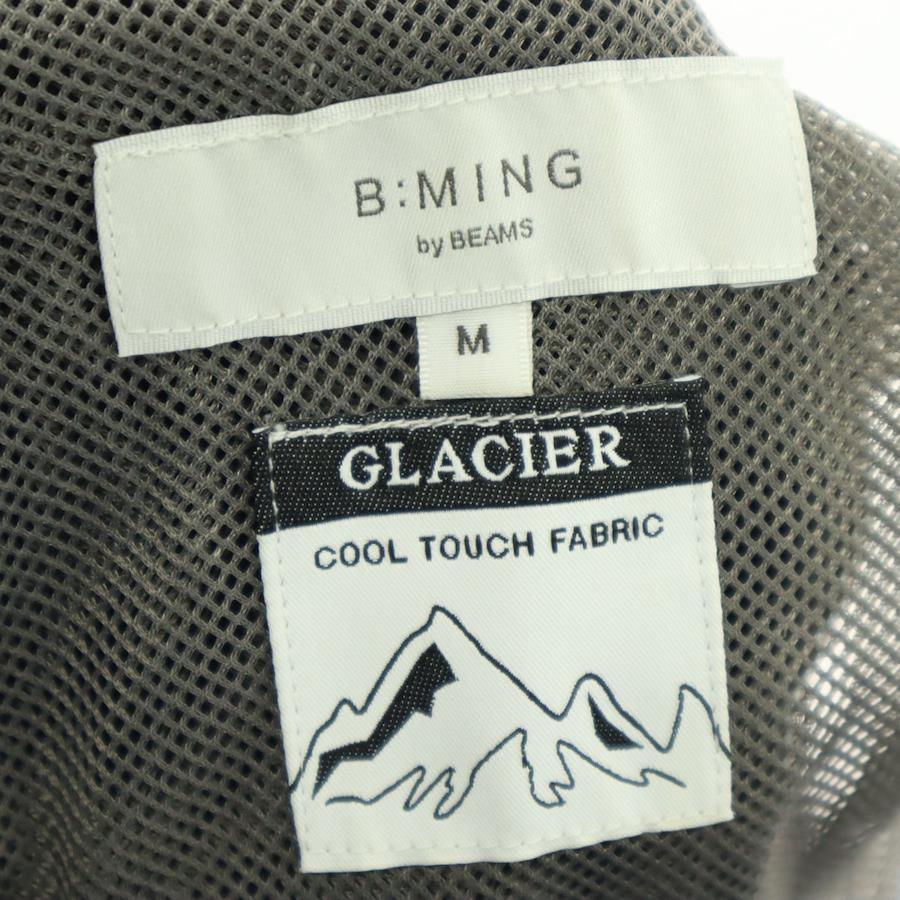 B:MING
by BEAMS
M
GLACIER
COOL TOUCH FABRIC